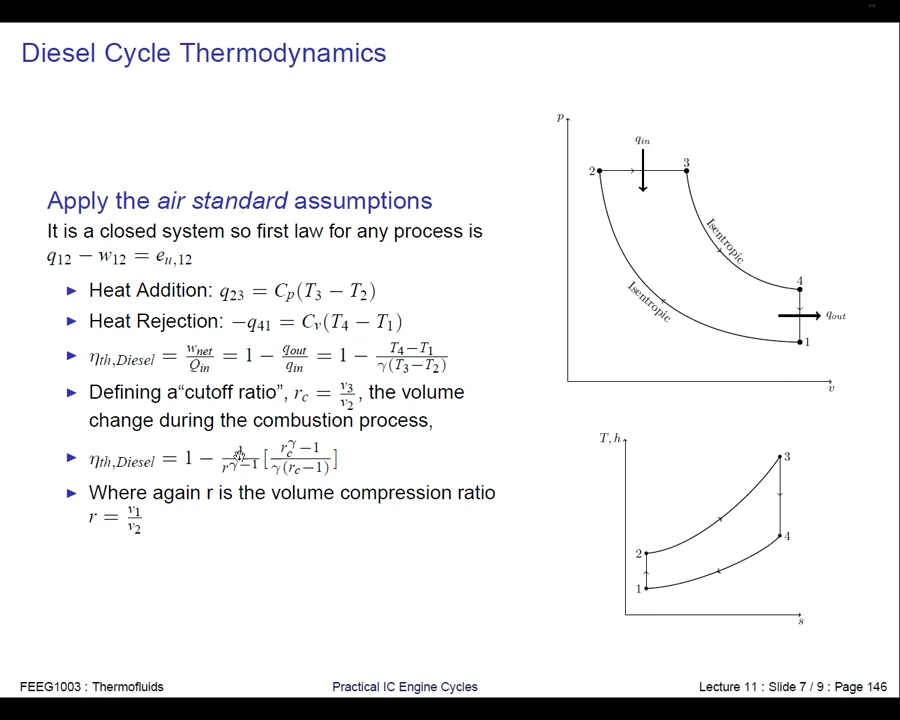 Diesel Cycle Thermodynamics
Apply the air standard assumptions
It is a closed system so first law for any process is
q12 − w12 = eu,12
▶ Heat Addition: q23 = Cp(T3 − T2)
▶ Heat Rejection: −q41 = Cv(T4 − T1)
▶ ηth,Diesel = wnet/Qin = 1 − qout/qin = 1 − T4−T1/γ(T3−T2)
▶ Defining a“cutoff ratio”, rc = v3/v2, the volume
change during the combustion process,
▶ ηth,Diesel = 1 − 1/r^γ−1 [rc^γ−1/γ(rc−1)]
▶ Where again r is the volume compression ratio
r = v1/v2
p
qin
2
3
Isentropic
Isentropic
4
qout
1
v
T, h
3
2
4
1
s
FEEG1003 : Thermofluids
Practical IC Engine Cycles
Lecture 11 : Slide 7 / 9 : Page 146